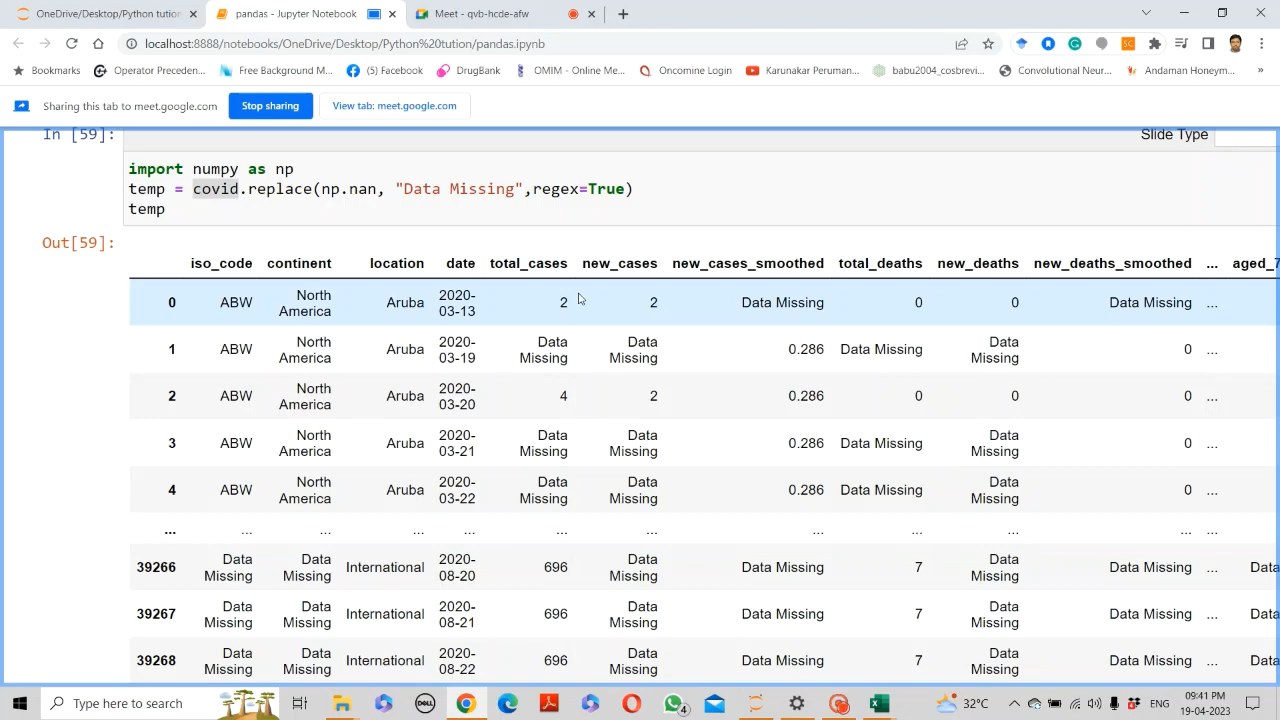 OneDrive/Desktop/Python tution/
pandas - Jupyter Notebook
Meet - qvb-hcde-afw
localhost:8888/notebooks/OneDrive/Desktop/Python%20tution/pandas.ipynb
Bookmarks
Operator Preceden...
Free Background M...
(5) Facebook
DrugBank
OMIM - Online Me...
Oncomine Login
Karunakar Peruman...
babu2004_cosbrevi...
Convolutional Neur...
Andaman Honeym...
»
Sharing this tab to meet.google.com
Stop sharing
View tab: meet.google.com
In [59]:
Slide Type
import numpy as np
temp = covid.replace(np.nan, "Data Missing",regex=True)
temp
Out[59]:
iso_code continent location date total_cases new_cases new_cases_smoothed total_deaths new_deaths new_deaths_smoothed ... aged_7
0 ABW North America Aruba 2020-03-13 2 2 Data Missing 0 0 Data Missing ...
1 ABW North America Aruba 2020-03-19 Data Missing Data Missing 0.286 Data Missing Data Missing 0 ...
2 ABW North America Aruba 2020-03-20 4 2 0.286 0 0 0 ...
3 ABW North America Aruba 2020-03-21 Data Missing Data Missing 0.286 Data Missing Data Missing 0 ...
4 ABW North America Aruba 2020-03-22 Data Missing Data Missing 0.286 Data Missing Data Missing 0 ...
... ... ... ... ... ... ... ... ... ... ... ...
39266 Data Missing Data Missing International 2020-08-20 696 Data Missing Data Missing 7 Data Missing Data Missing ... Data
39267 Data Missing Data Missing International 2020-08-21 696 Data Missing Data Missing 7 Data Missing Data Missing ... Data
39268 Data Missing Data Missing International 2020-08-22 696 Data Missing Data Missing 7 Data Missing Data Missing ... Data
Type here to search
DELL
4
32°C
ENG
09:41 PM
19-04-2023